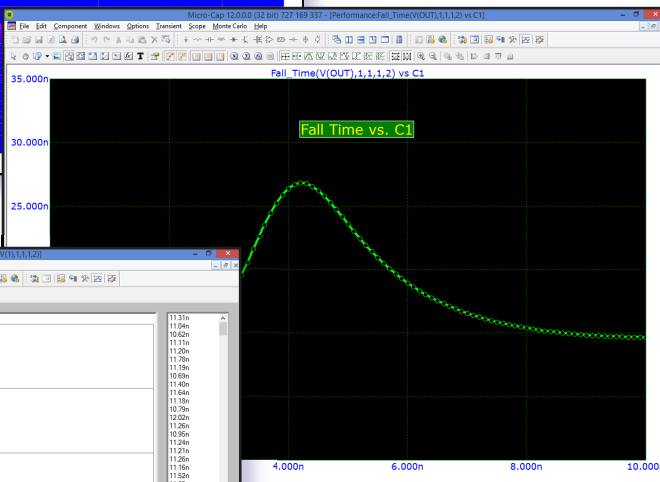 Micro-Cap 12.0.0.0 (32 bit) 727 169 337 - [Performance:Fall_Time(V(OUT),1,1,1,2) vs C1]
File Edit Component Windows Options Transient Scope Monte Carlo Help
Fall_Time(V(OUT),1,1,1,2) vs C1
35.000n
Fall Time vs. C1
30.000n
25.000n
V(1),1,1,1,2)]
11.31n
11.04n
10.62n
11.11n
11.20n
11.78n
11.19n
10.69n
11.40n
11.64n
11.18n
10.79n
12.02n
11.26n
10.95n
11.24n
11.21n
11.26n
11.16n
11.52n
4.000n 6.000n 8.000n 10.000n